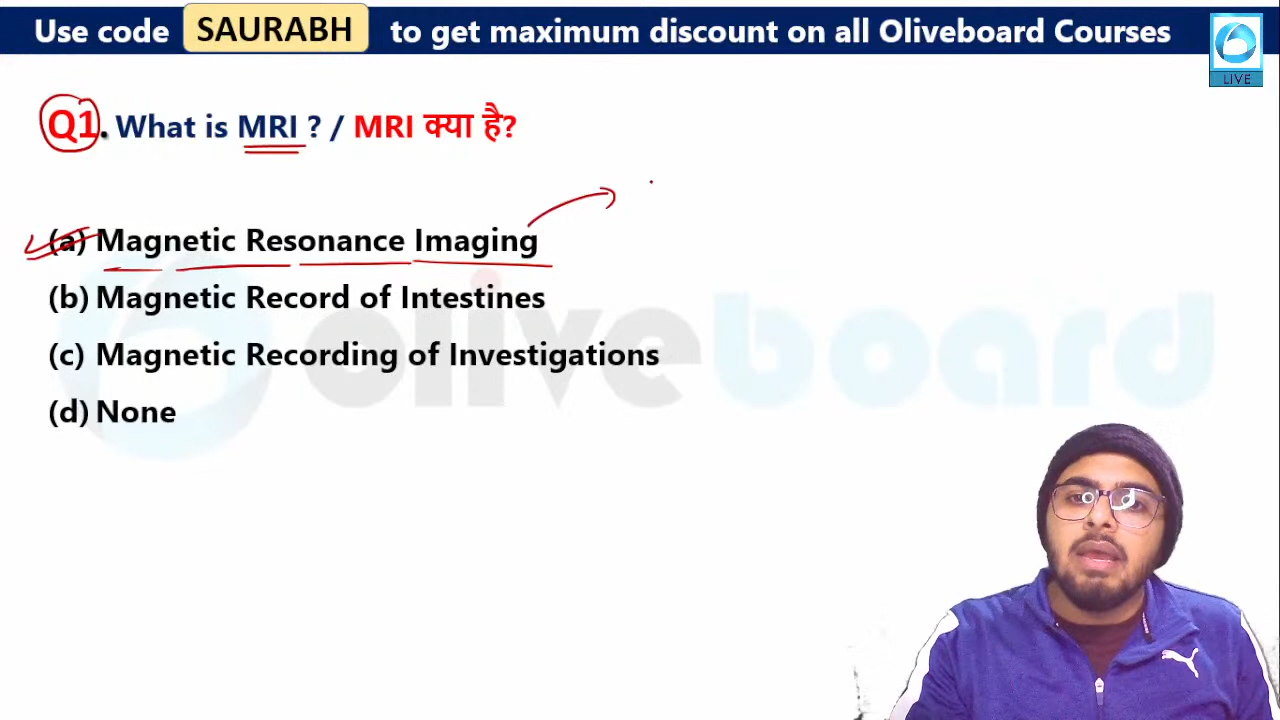 Use code SAURABH to get maximum discount on all Oliveboard Courses
LIVE
Q1. What is MRI ? / MRI क्या है?
(a) Magnetic Resonance Imaging
(b) Magnetic Record of Intestines
(c) Magnetic Recording of Investigations
(d) None
oliveboard